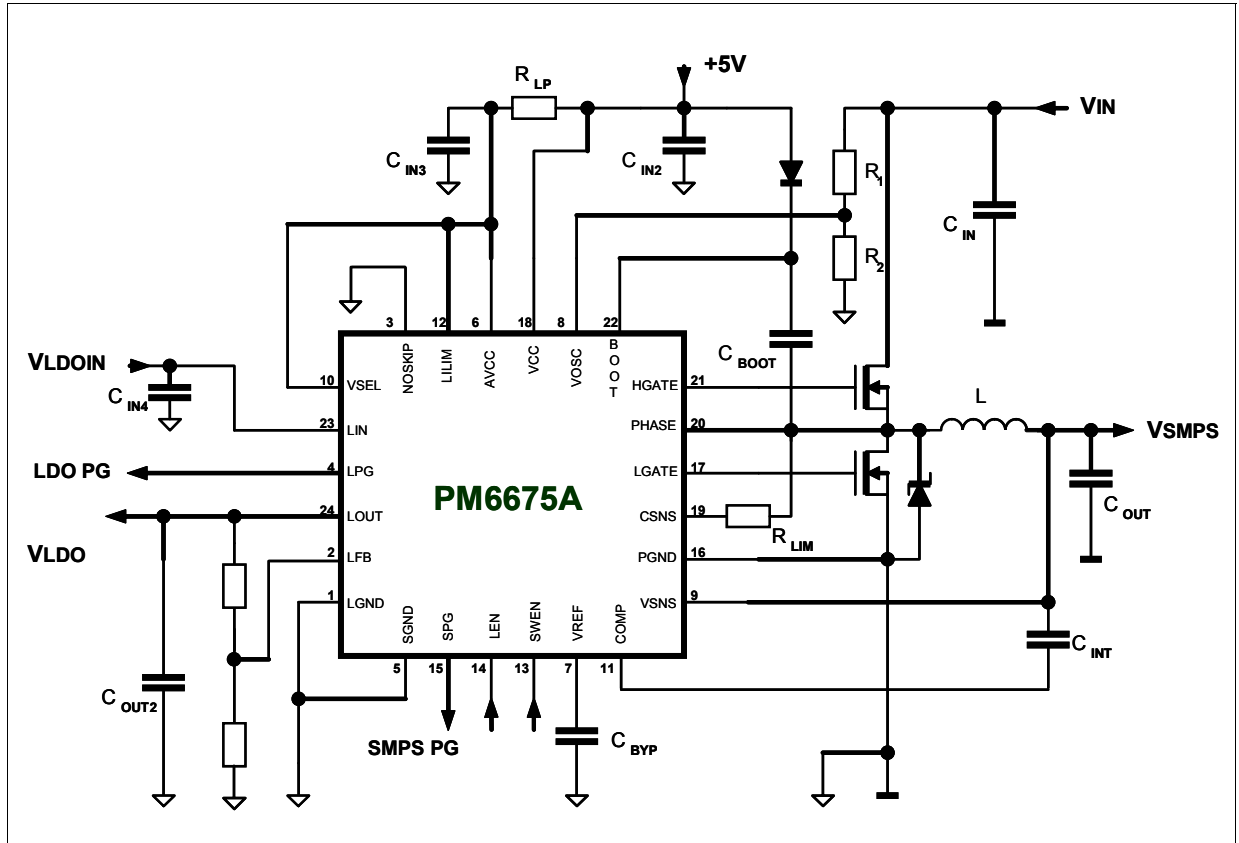 +5V
R LP
VIN
C IN3
C IN2
R1
C IN
R2
3
12
6
18
8
22
NOSKIP
LILIM
AVCC
VCC
VOSC
BOOT
C BOOT
VLDOIN
C IN4
10 VSEL
HGATE 21
L
23 LIN
PHASE 20
VSMPS
LDO PG
4 LPG
LGATE 17
PM6675A
24 LOUT
CSNS 19
R LIM
C OUT
VLDO
2 LFB
PGND 16
1 LGND
VSNS 9
SGND
SPG
LEN
SWEN
VREF
COMP
C INT
5
15
14
13
7
11
C OUT2
SMPS PG
C BYP